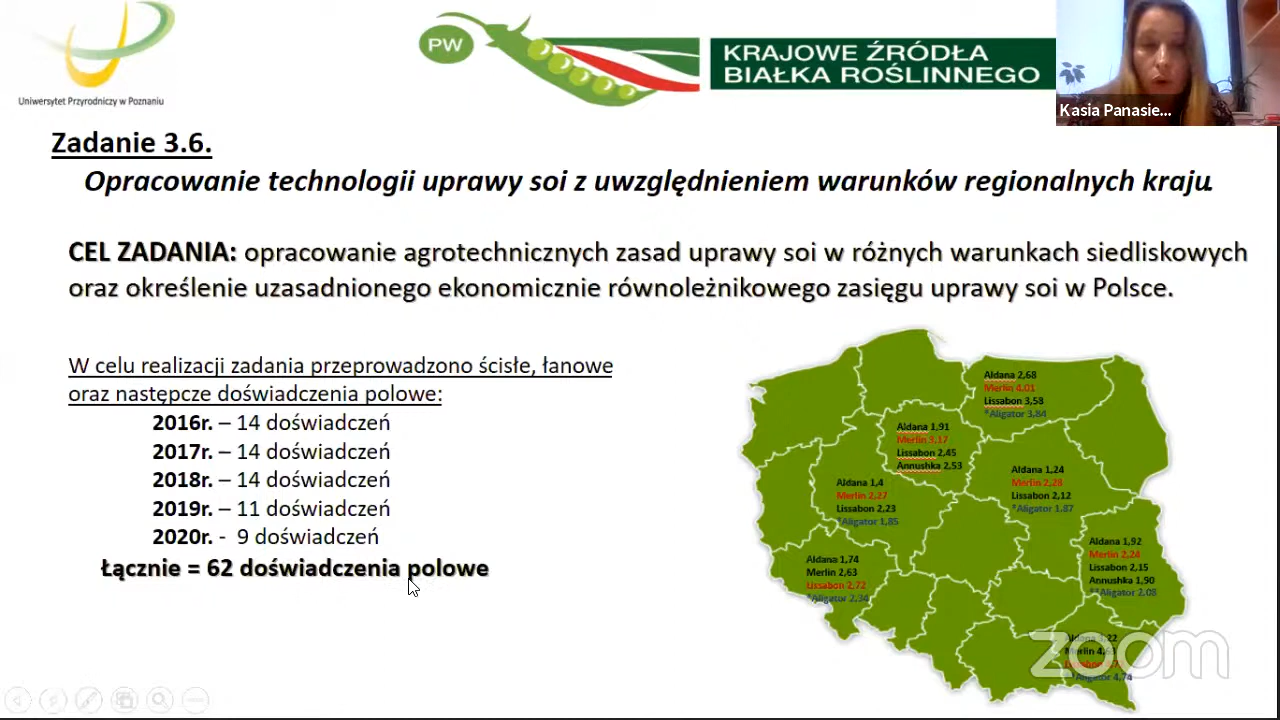 Uniwersytet Przyrodniczy w Poznaniu
PW
KRAJOWE ŹRÓDŁA
BIAŁKA ROŚLINNEGO
Kasia Panasie...
Zadanie 3.6.
Opracowanie technologii uprawy soi z uwzględnieniem warunków regionalnych kraju.
CEL ZADANIA: opracowanie agrotechnicznych zasad uprawy soi w różnych warunkach siedliskowych
oraz określenie uzasadnionego ekonomicznie równoleżnikowego zasięgu uprawy soi w Polsce.
W celu realizacji zadania przeprowadzono ścisłe, łanowe
oraz następcze doświadczenia polowe:
2016r. – 14 doświadczeń
2017r. – 14 doświadczeń
2018r. – 14 doświadczeń
2019r. – 11 doświadczeń
2020r. - 9 doświadczeń
Łącznie = 62 doświadczenia polowe
Aldana 2,68
Merlin 4,01
Lissabon 3,58
*Aligator 3,84
Aldana 1,91
Merlin 3,17
Lissabon 2,45
Annushka 2,53
Aldana 1,24
Merlin 2,28
Lissabon 2,12
*Aligator 1,87
Aldana 1,4
Merlin 2,27
Lissabon 2,23
*Aligator 1,85
Aldana 1,92
Merlin 2,24
Lissabon 2,15
Annushka 1,90
**Aligator 2,08
Aldana 1,74
Merlin 2,63
Lissabon 2,72
*Aligator 2,34
Aldana
Merlin
Lissabon
*Aligator 4,74
zoom